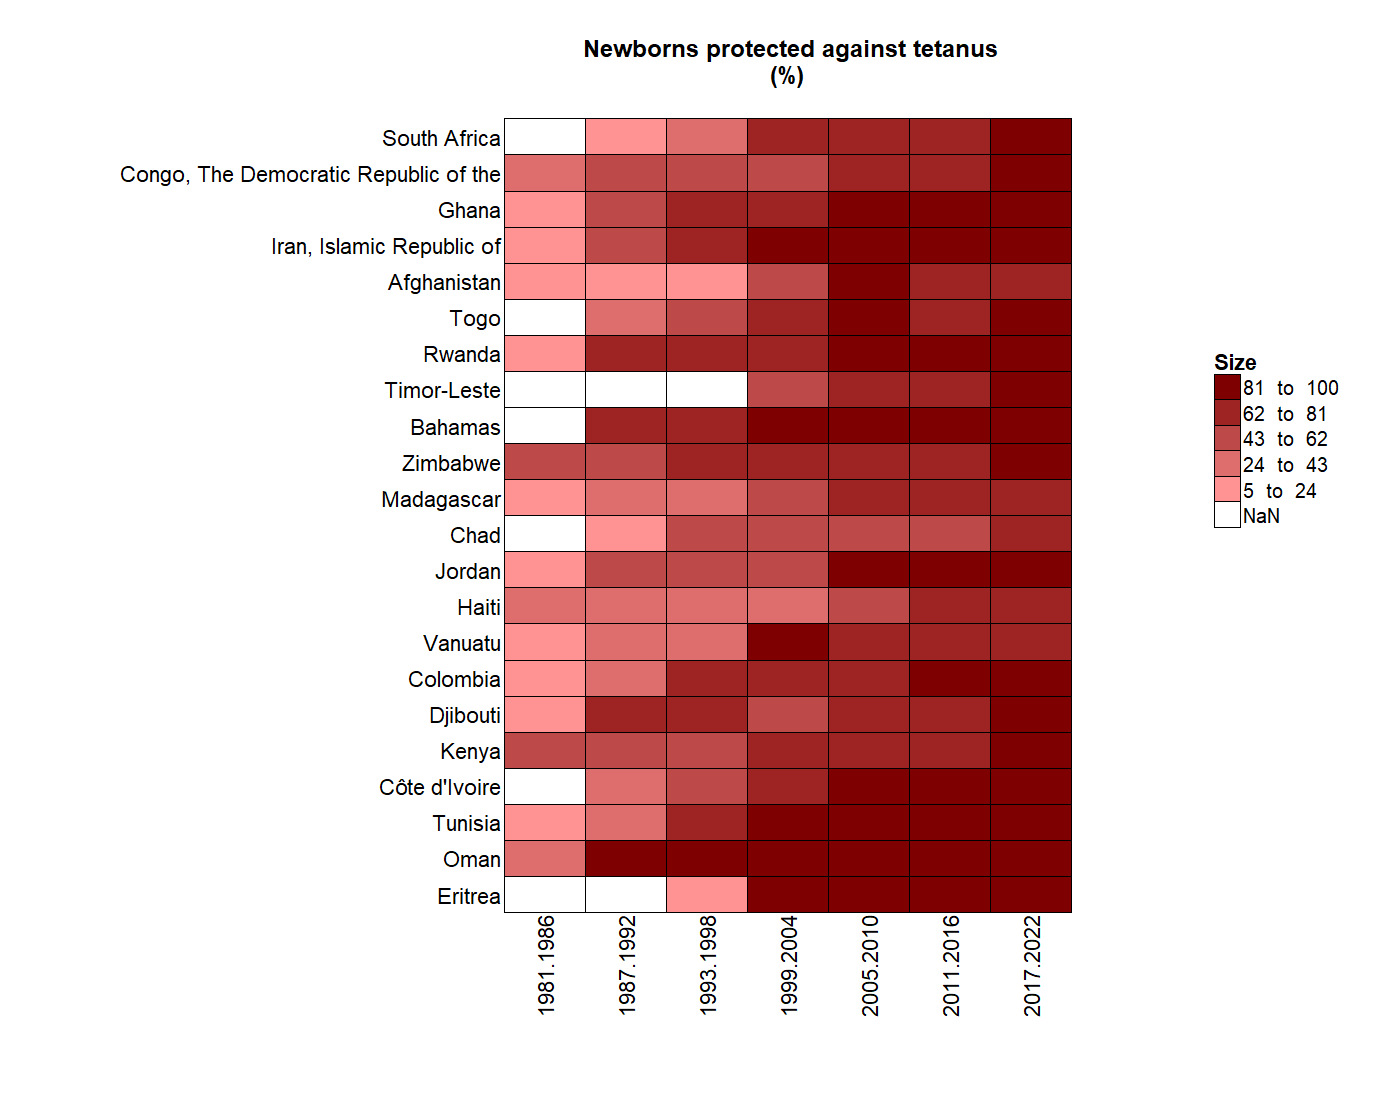 Newborns protected against tetanus
(%)
South Africa
Congo, The Democratic Republic of the
Ghana
Iran, Islamic Republic of
Afghanistan
Togo
Rwanda
Timor-Leste
Bahamas
Zimbabwe
Madagascar
Chad
Jordan
Haiti
Vanuatu
Colombia
Djibouti
Kenya
Côte d'Ivoire
Tunisia
Oman
Eritrea
1981.1986
1987.1992
1993.1998
1999.2004
2005.2010
2011.2016
2017.2022
Size
81 to 100
62 to 81
43 to 62
24 to 43
5 to 24
NaN